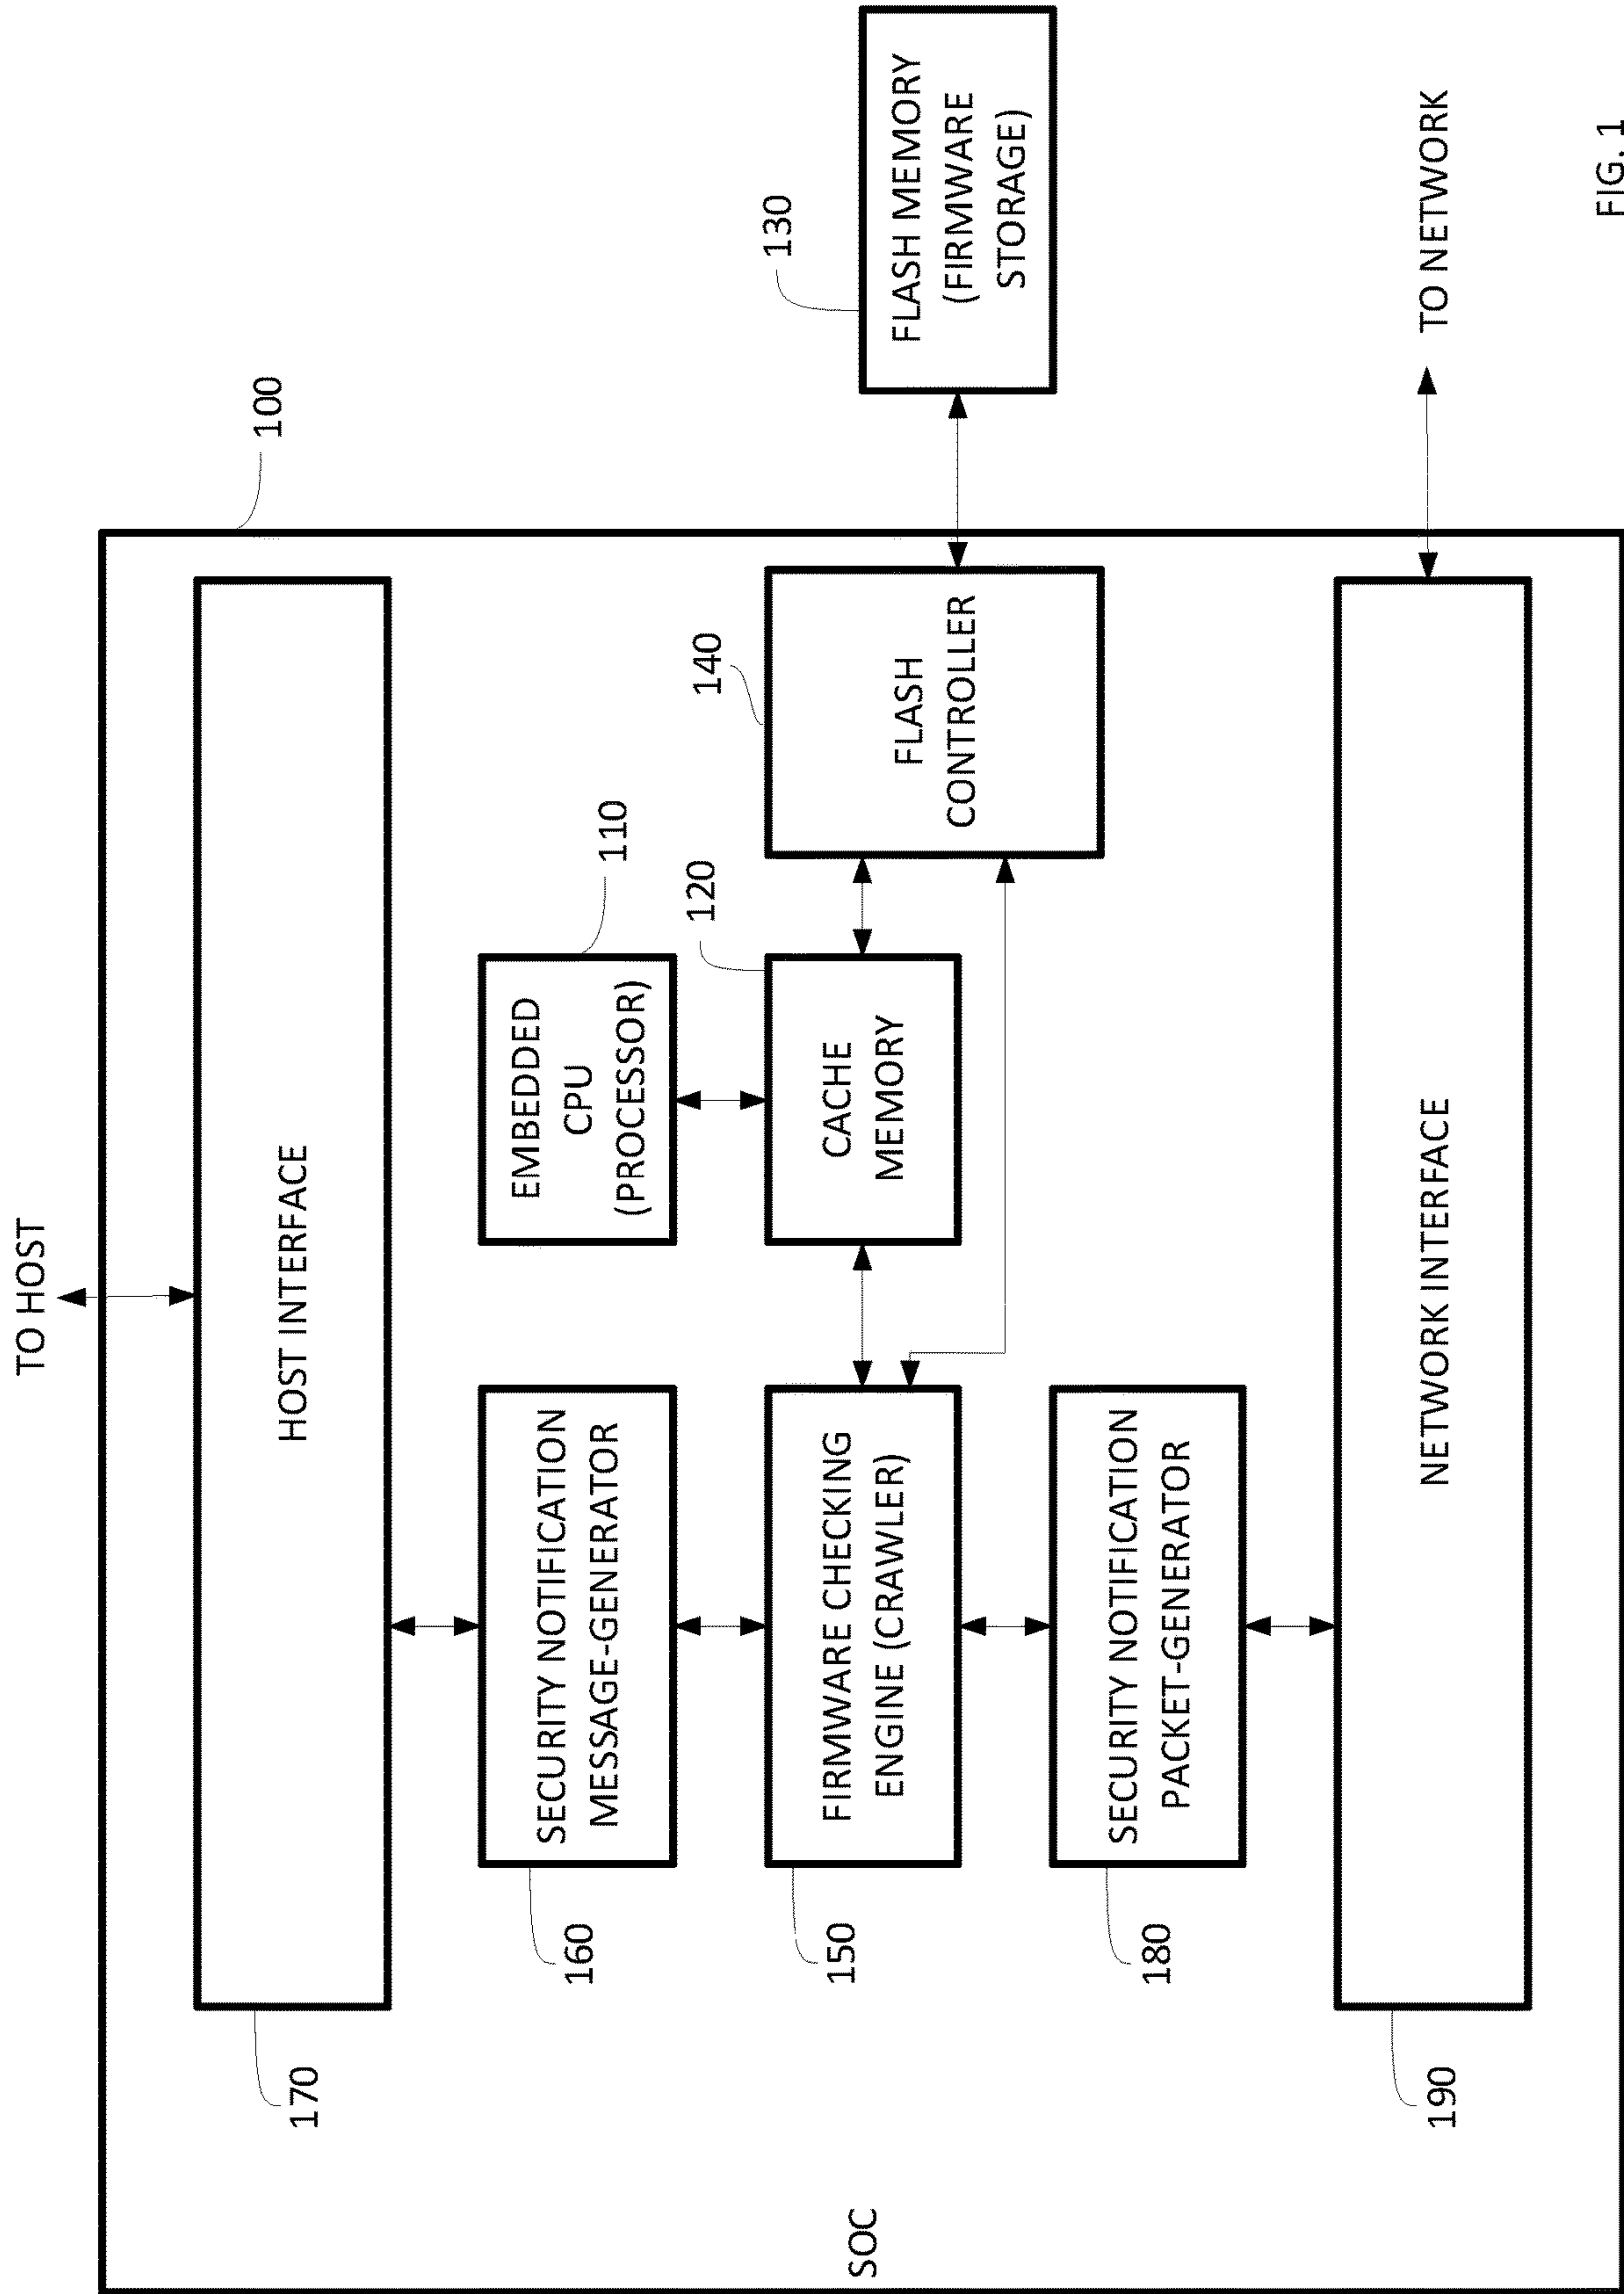 TO HOST
100
HOST INTERFACE
170
SECURITY NOTIFICATION
MESSAGE-GENERATOR
160
EMBEDDED
CPU
(PROCESSOR)
110
FIRMWARE CHECKING
ENGINE (CRAWLER)
150
CACHE
MEMORY
120
FLASH
CONTROLLER
140
FLASH MEMORY
(FIRMWARE
STORAGE)
130
SOC
SECURITY NOTIFICATION
PACKET-GENERATOR
180
NETWORK INTERFACE
190
TO NETWORK
FIG. 1